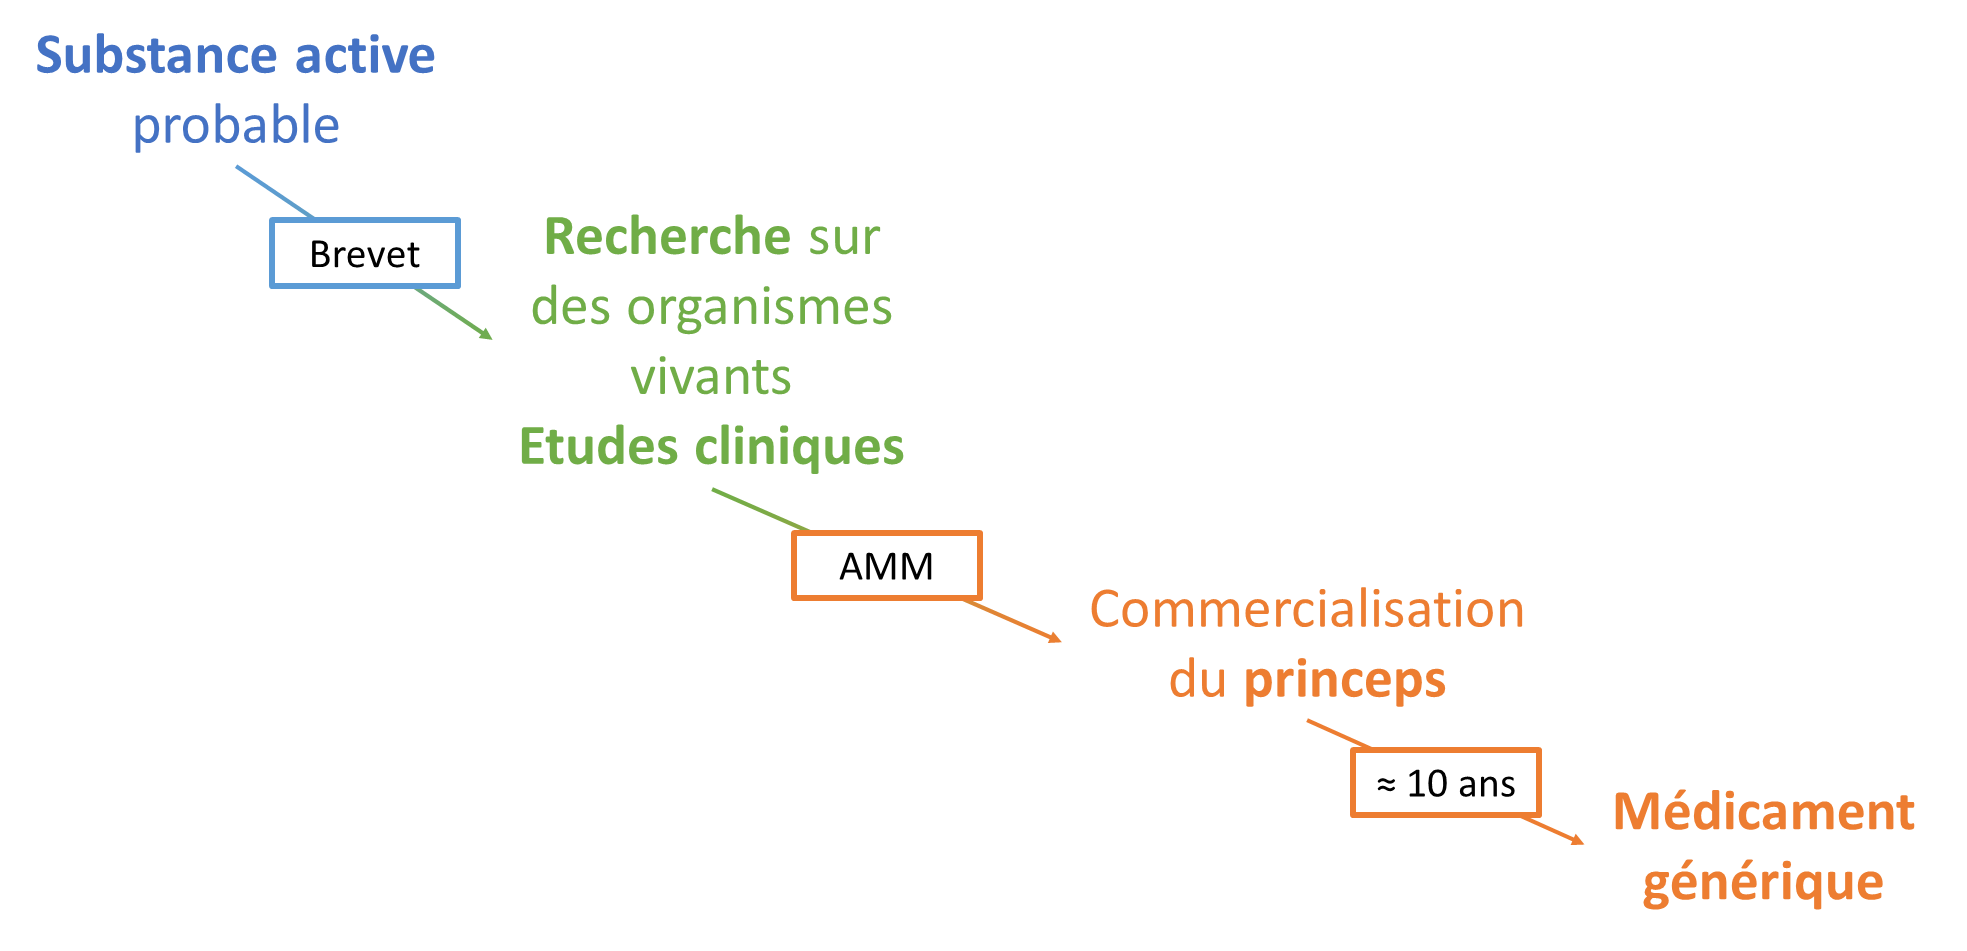 Substance active
probable
Brevet
Recherche sur
des organismes
vivants
Etudes cliniques
AMM
Commercialisation
du princeps
≈ 10 ans
Médicament
générique